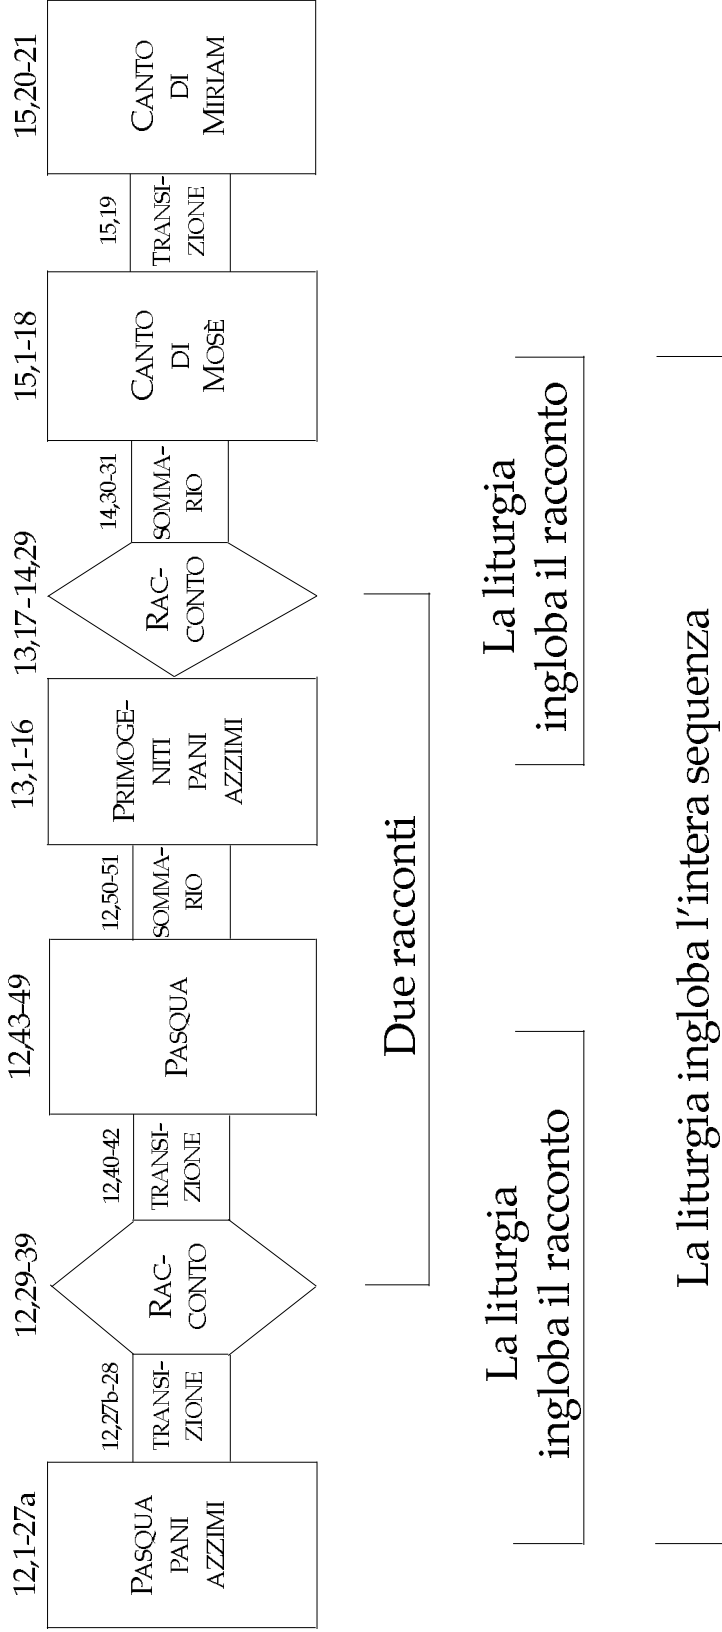 12,1-27a
PASQUA
PANI
AZZIMI
12,27b-28
TRANSI-
ZIONE
12,29-39
RAC-
CONTO
12,40-42
TRANSI-
ZIONE
12,43-49
PASQUA
12,50-51
SOMMA-
RIO
13,1-16
PRIMOGE-
NITI
PANI
AZZIMI
13,17-14,29
RAC-
CONTO
14,30-31
SOMMA-
RIO
15,1-18
CANTO
DI
MOSÈ
15,19
TRANSI-
ZIONE
15,20-21
CANTO
DI
MIRIAM
Due racconti
La liturgia
ingloba il racconto
La liturgia
ingloba il racconto
La liturgia ingloba l'intera sequenza